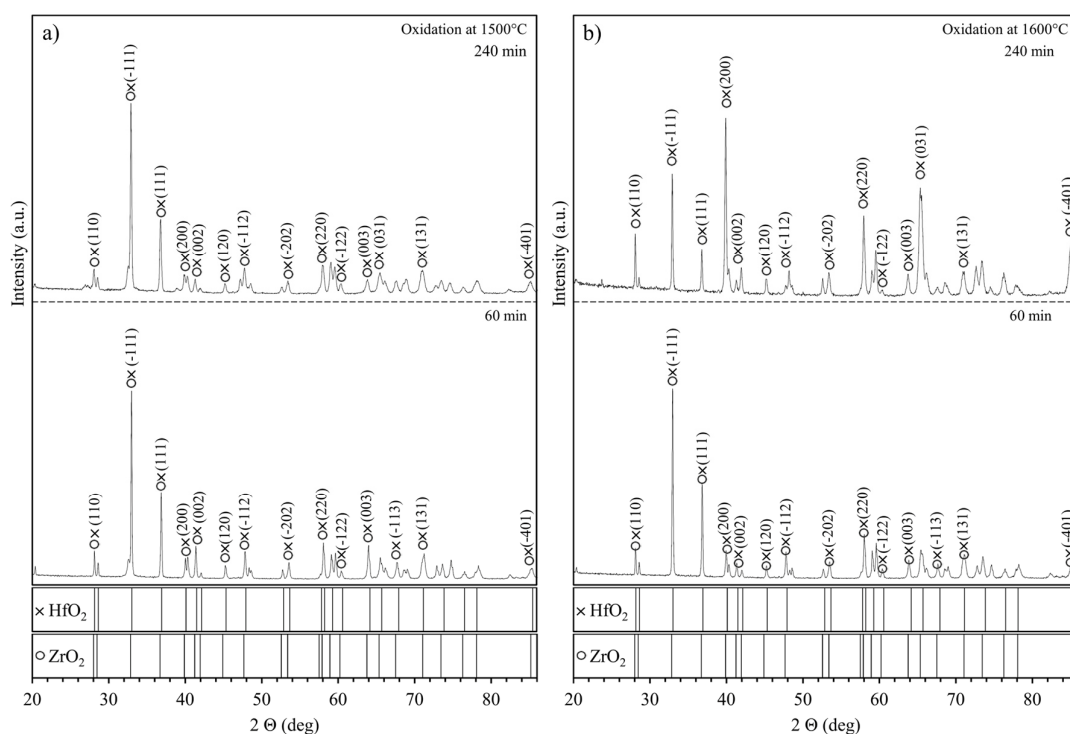 a)
Oxidation at 1500°C
240 min
O×(110)
O×(-111)
O×(111)
O×(200)
O×(002)
O×(120)
O×(-112)
O×(-202)
O×(220)
O×(-122)
O×(003)
O×(031)
O×(131)
O×(-401)
60 min
O×(110)
O×(-111)
O×(111)
O×(200)
O×(002)
O×(120)
O×(-112)
O×(-202)
O×(220)
O×(-122)
O×(003)
O×(-113)
O×(131)
O×(-401)
Intensity (a.u.)
× HfO₂
O ZrO₂
20 30 40 50 60 70 80
2 Θ (deg)
b)
Oxidation at 1600°C
240 min
O×(110)
O×(-111)
O×(111)
O×(200)
O×(002)
O×(120)
O×(-112)
O×(-202)
O×(220)
O×(-122)
O×(003)
O×(031)
O×(131)
O×(-401)
60 min
O×(110)
O×(-111)
O×(111)
O×(200)
O×(002)
O×(120)
O×(-112)
O×(-202)
O×(220)
O×(-122)
O×(003)
O×(-113)
O×(131)
O×(-401)
Intensity (a.u.)
× HfO₂
O ZrO₂
20 30 40 50 60 70 80
2 Θ (deg)